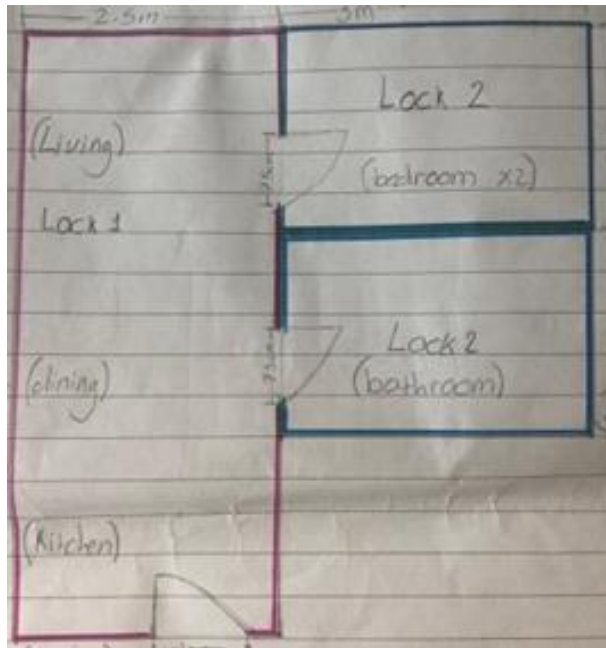 2.5m
3m
Lock 2
(Living)
(bedroom x2)
Lock 1
Lock 2
(dining)
(bathroom)
(Kitchen)